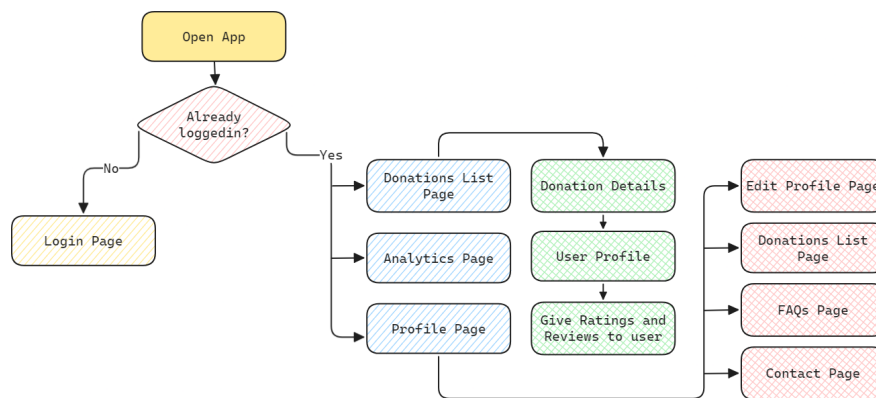 Open App
Already
loggedin?
No
Yes
Login Page
Donations List
Page
Analytics Page
Profile Page
Donation Details
User Profile
Give Ratings and
Reviews to user
Edit Profile Page
Donations List
Page
FAQs Page
Contact Page